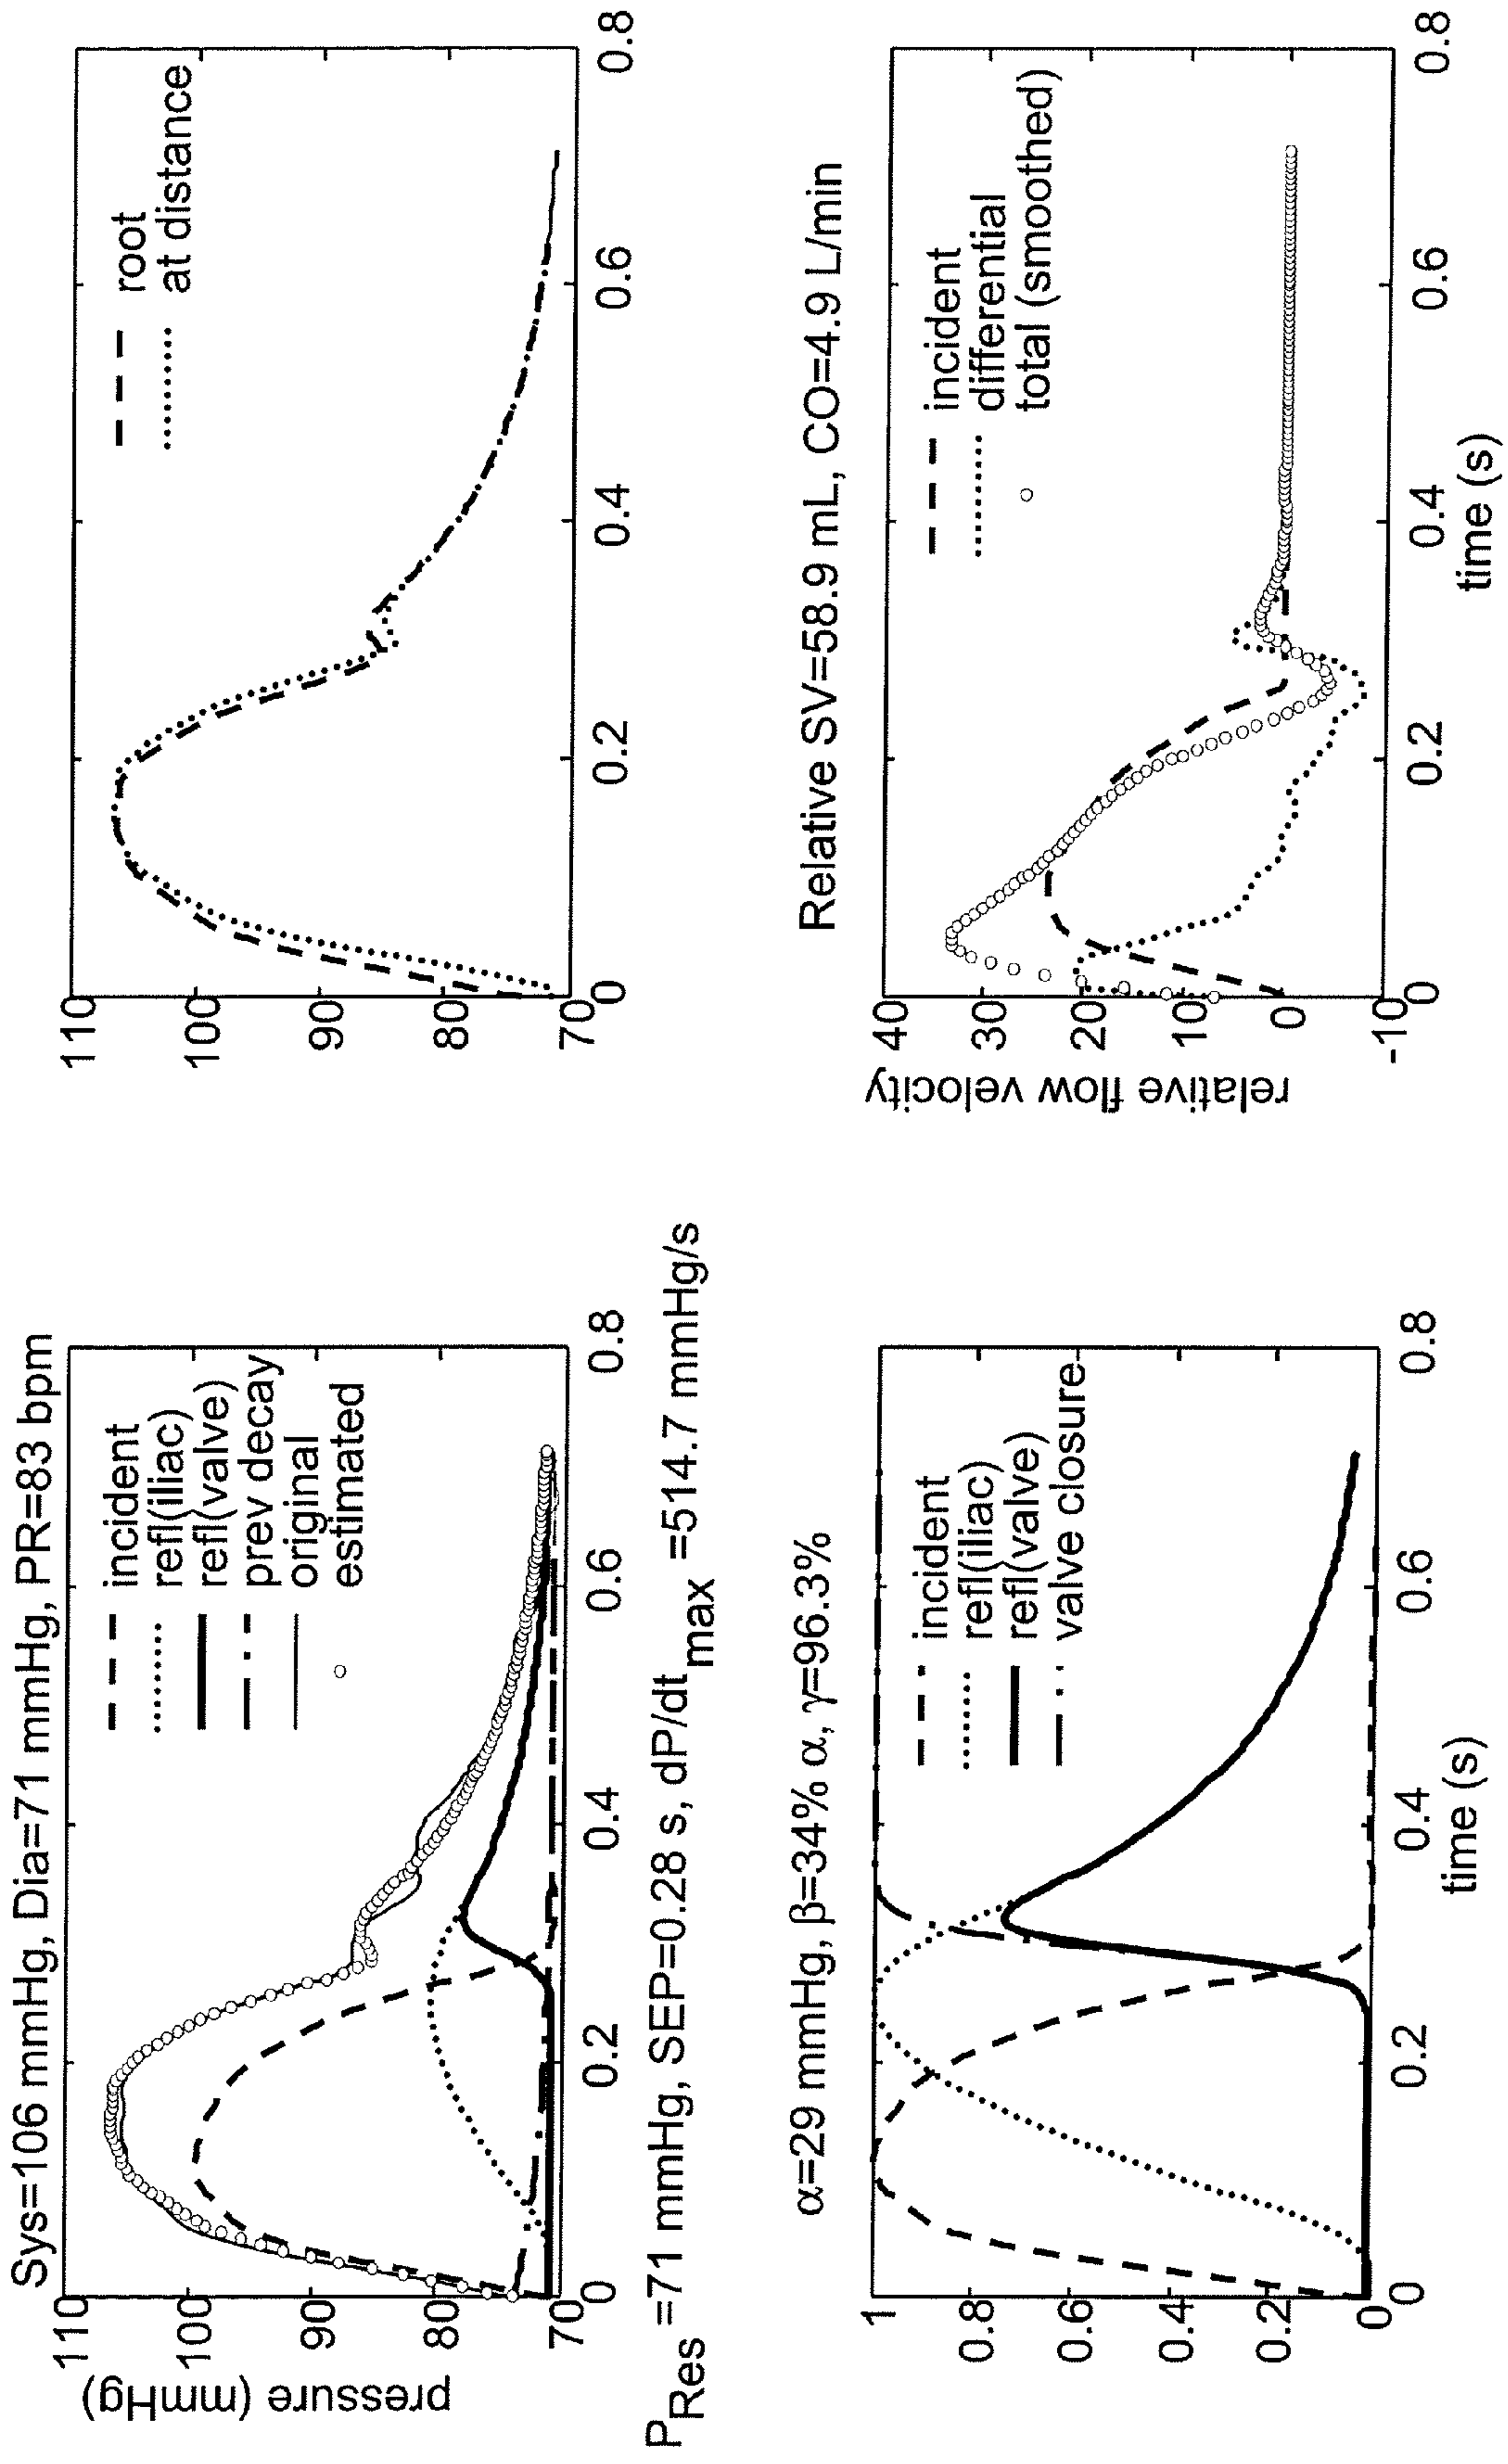 Sys=106 mmHg, Dia=71 mmHg, PR=83 bpm
pressure (mmHg)
110
100
90
80
70
0
0.2
0.4
0.6
0.8
incident
refl(iliac)
refl(valve)
prev decay
original
estimated
PRes =71 mmHg, SEP=0.28 s, dP/dtmax =514.7 mmHg/s
110
100
90
80
70
0
0.2
0.4
0.6
0.8
root
at distance
α=29 mmHg, β=34% α, γ=96.3%
1
0.8
0.6
0.4
0.2
0
0
0.2
0.4
0.6
0.8
time (s)
incident
refl(iliac)
refl(valve)
valve closure
Relative SV=58.9 mL, CO=4.9 L/min
relative flow velocity
40
30
20
10
0
-10
0
0.2
0.4
0.6
0.8
time (s)
incident
differential
total (smoothed)